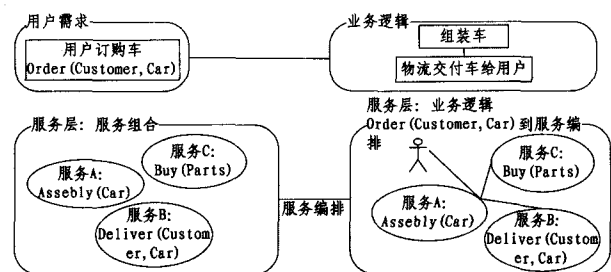 用户需求
用户订购车
Order(Customer,Car)
业务逻辑
组装车
物流交付车给用户
服务层: 服务组合
服务C:
Buy(Parts)
服务A:
Assebly(Car)
服务B:
Deliver(Custom
er,Car)
服务编排
服务层: 业务逻辑
Order(Customer,Car)到服务编
排
服务C:
Buy(Parts)
服务A:
Assebly(Car)
服务B:
Deliver(Custom
er,Car)